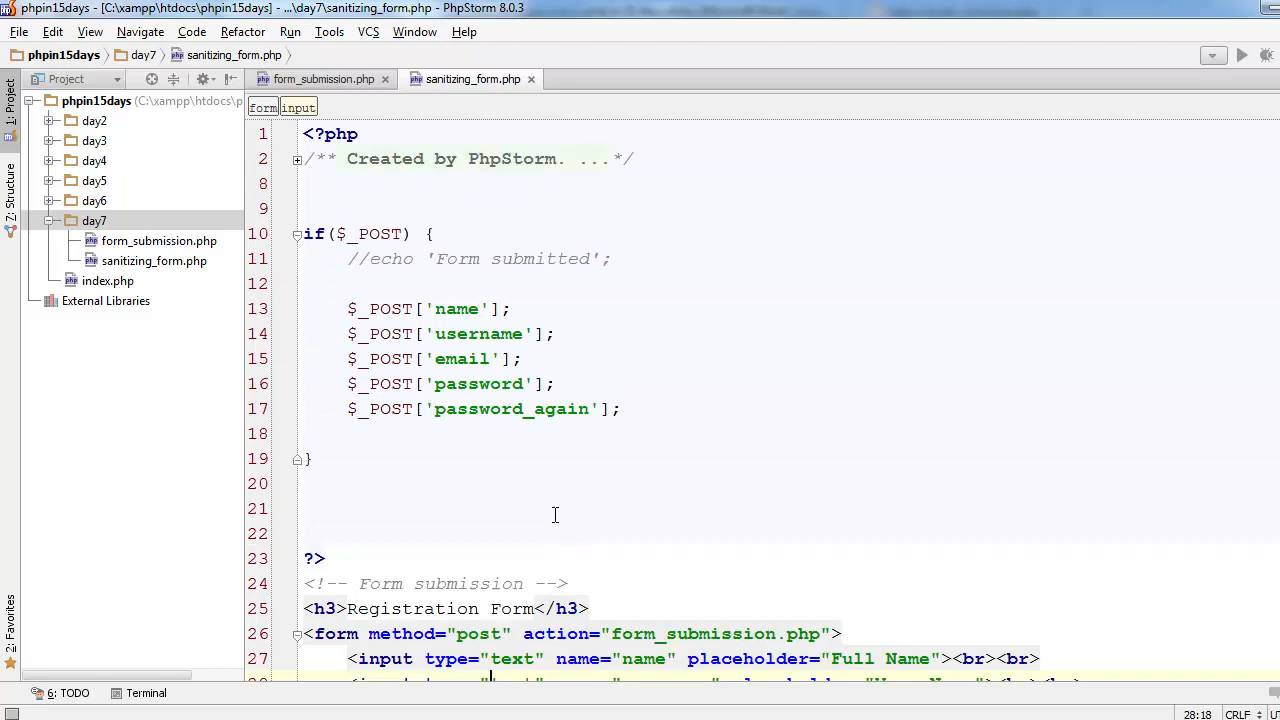 phpin15days - [C:\xampp\htdocs\phpin15days] - ...\day7\sanitizing_form.php - PhpStorm 8.0.3
File Edit View Navigate Code Refactor Run Tools VCS Window Help
phpin15days day7 sanitizing_form.php
Project form_submission.php sanitizing_form.php
1: Project
Z: Structure
2: Favorites
phpin15days (C:\xampp\htdocs\p
day2
day3
day4
day5
day6
day7
form_submission.php
sanitizing_form.php
index.php
External Libraries
form input
1 <?php
2 /** Created by PhpStorm. ...*/
8
9
10 if($_POST) {
11 //echo 'Form submitted';
12
13 $_POST['name'];
14 $_POST['username'];
15 $_POST['email'];
16 $_POST['password'];
17 $_POST['password_again'];
18
19 }
20
21
22
23 ?>
24 <!-- Form submission -->
25 <h3>Registration Form</h3>
26 <form method="post" action="form_submission.php">
27 <input type="text" name="name" placeholder="Full Name"><br><br>
6: TODO Terminal
28:18 CRLF